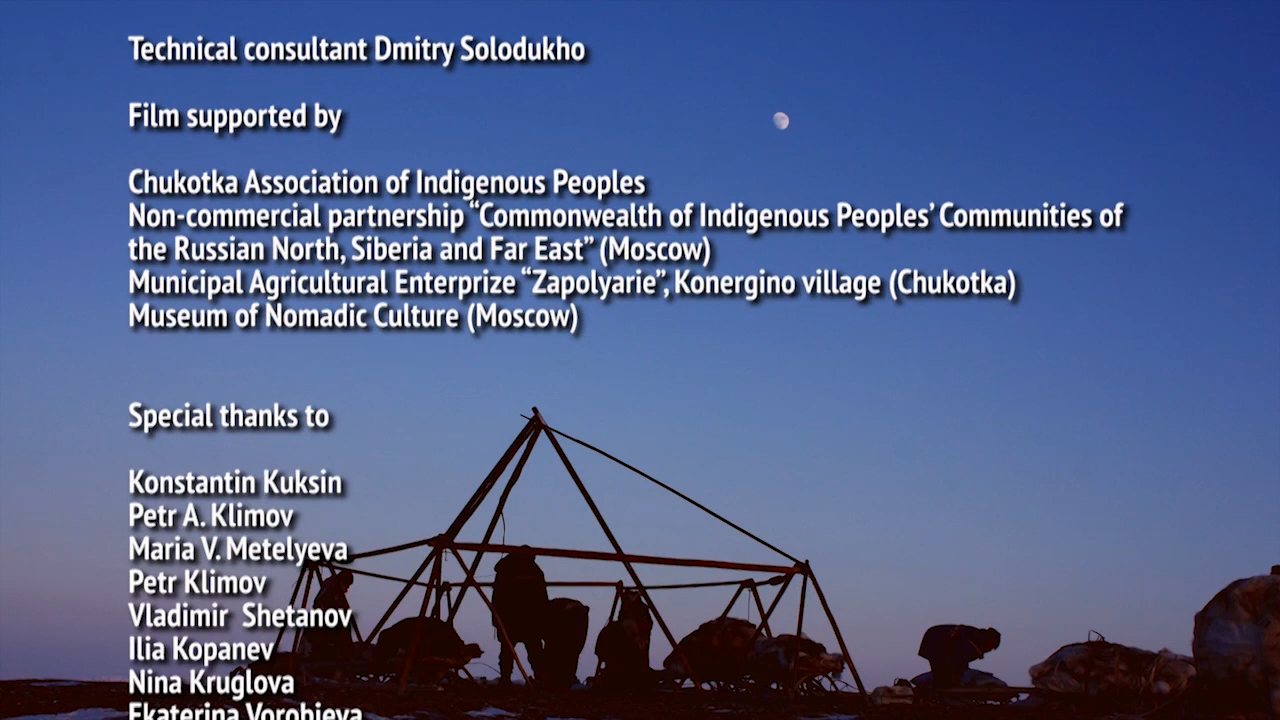 Technical consultant Dmitry Solodukho
Film supported by
Chukotka Association of Indigenous Peoples
Non-commercial partnership “Commonwealth of Indigenous Peoples’ Communities of
the Russian North, Siberia and Far East” (Moscow)
Municipal Agricultural Enterprize “Zapolyarie”, Konergino village (Chukotka)
Museum of Nomadic Culture (Moscow)
Special thanks to
Konstantin Kuksin
Petr A. Klimov
Maria V. Metelyeva
Petr Klimov
Vladimir  Shetanov
Ilia Kopanev
Nina Kruglova
Ekaterina Vorobieva